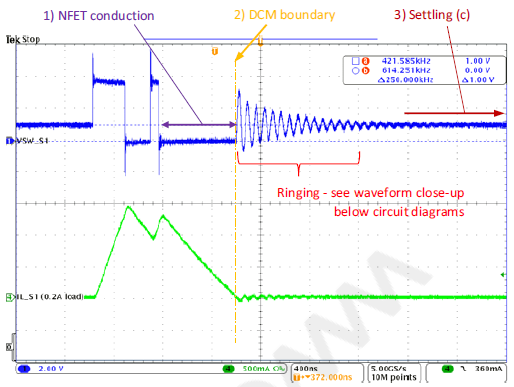 1) NFET conduction
2) DCM boundary
3) Settling (c)
Tek Stop
a 421.585kHz 1.00 V
b 614.251kHz 0.00 V
Δ250.000kHz Δ1.00 V
VSW_S1
Ringing - see waveform close-up
below circuit diagrams
IL_S1 (0.2A load)
1 2.00 V
4 500mA
400ns
372.000ns
5.00GS/s
10M points
4 360mA